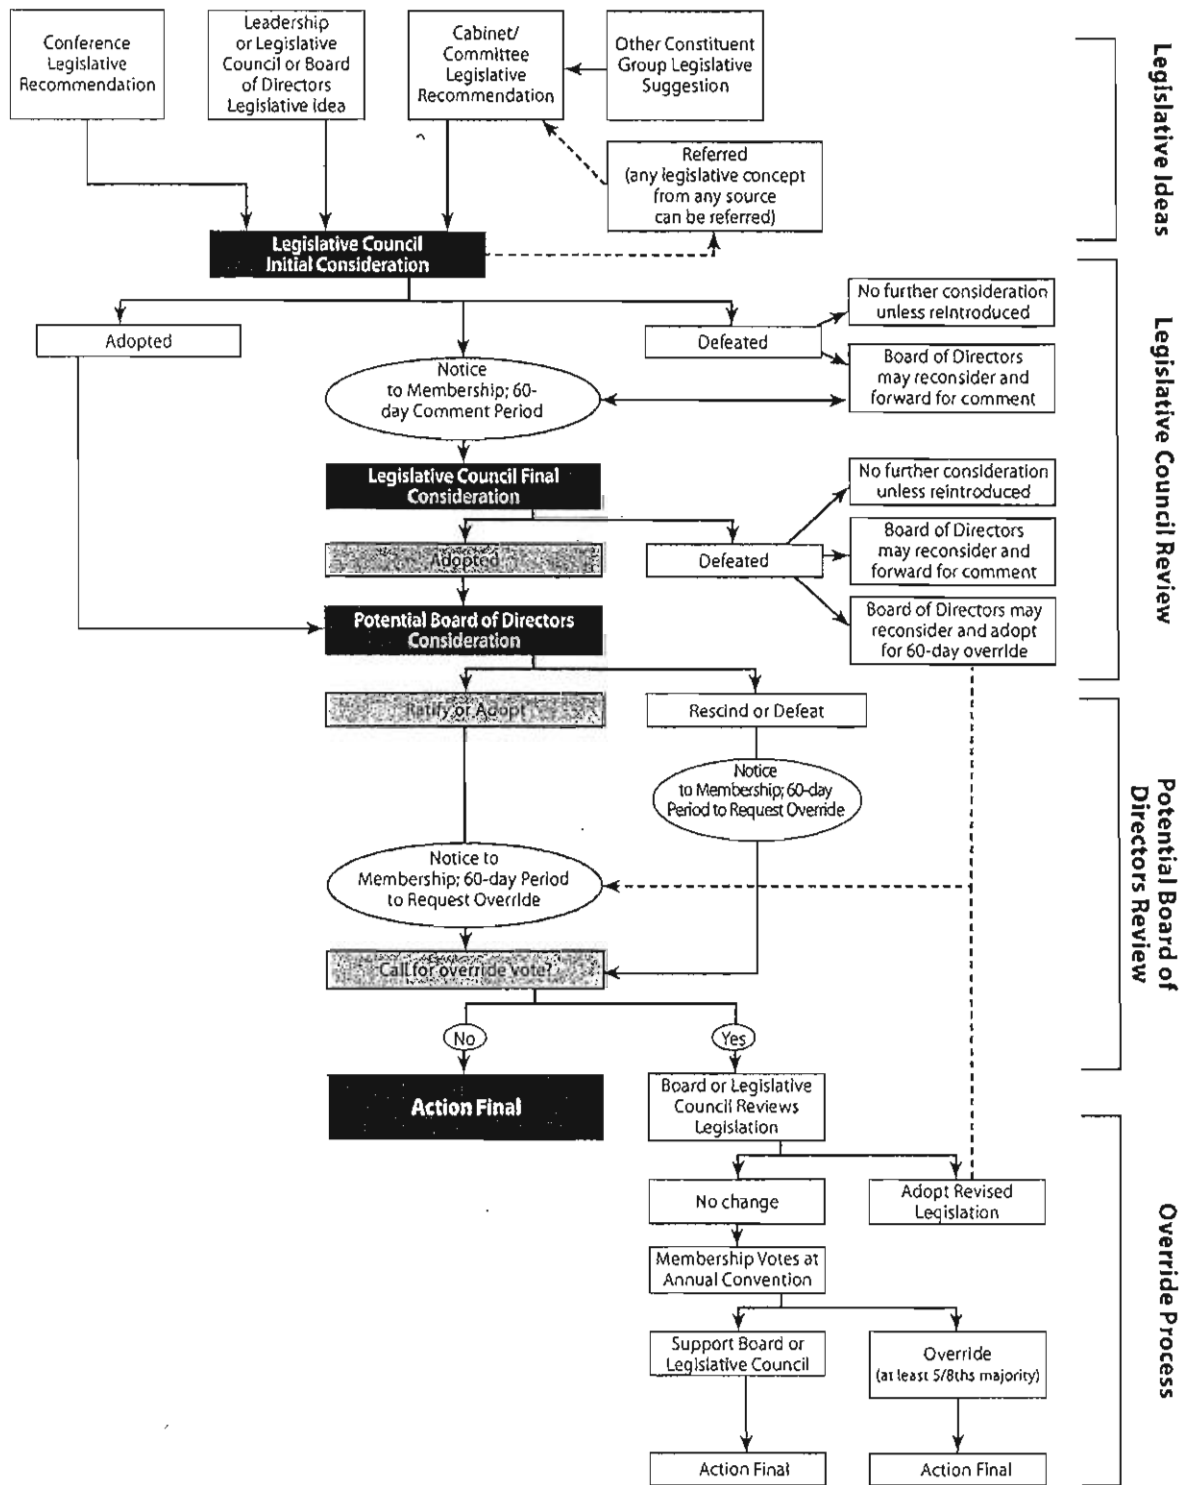 Conference
Legislative
Recommendation
Leadership
or Legislative
Council or Board
of Directors
Legislative Idea
Cabinet/
Committee
Legislative
Recommendation
Other Constituent
Group Legislative
Suggestion
Referred
(any legislative concept
from any source
can be referred)
Legislative Ideas
Legislative Council
Initial Consideration
Adopted
Notice
to Membership; 60-
day Comment Period
Defeated
No further consideration
unless reintroduced
Board of Directors
may reconsider and
forward for comment
Legislative Council Review
Legislative Council Final
Consideration
Adopted
Defeated
No further consideration
unless reintroduced
Board of Directors
may reconsider and
forward for comment
Board of Directors may
reconsider and adopt
for 60-day override
Potential Board of Directors
Consideration
Ratify or Adopt
Rescind or Defeat
Notice
to Membership; 60-day
Period to Request Override
Notice to
Membership; 60-day Period
to Request Override
Potential Board of
Directors Review
Call for override vote?
No
Yes
Action Final
Board or Legislative
Council Reviews
Legislation
No change
Adopt Revised
Legislation
Membership Votes at
Annual Convention
Support Board or
Legislative Council
Override
(at least 5/8ths majority)
Action Final
Action Final
Override Process